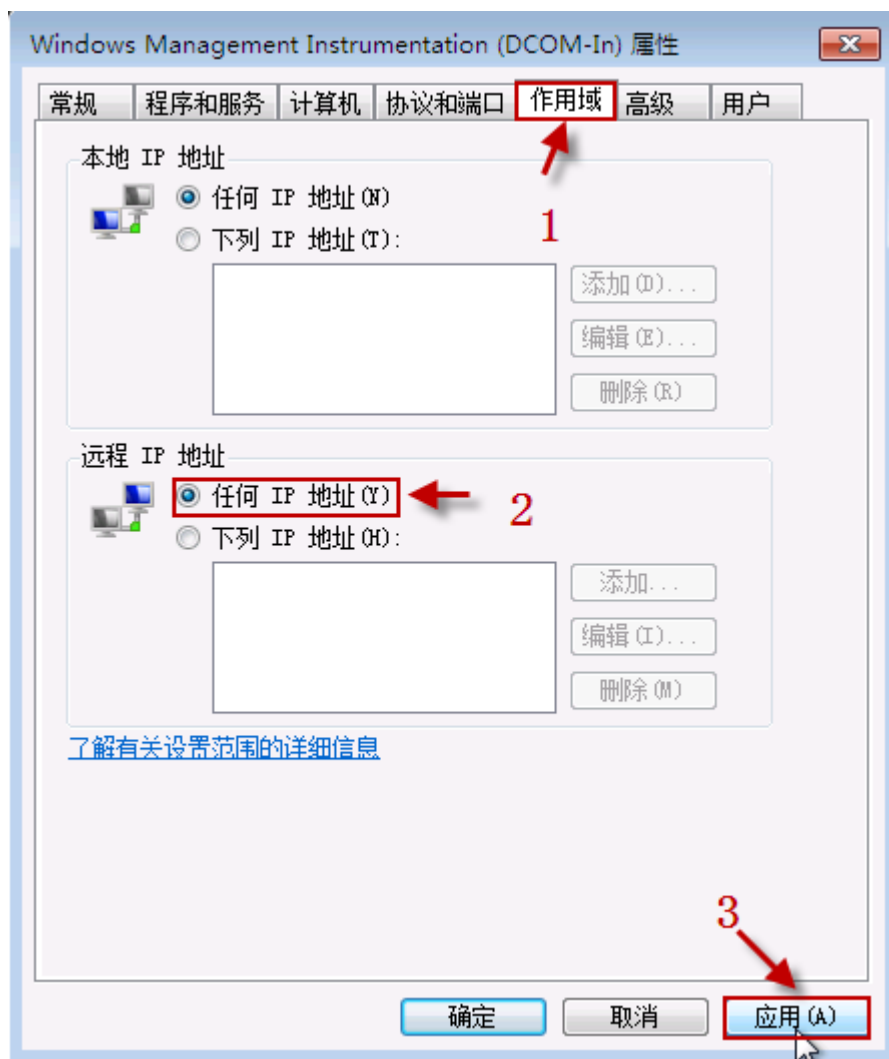 Windows Management Instrumentation (DCOM-In) 属性
常规 程序和服务 计算机 协议和端口 作用域 高级 用户
本地 IP 地址
任何 IP 地址(N)
1
下列 IP 地址(T):
添加(D)...
编辑(E)...
删除(R)
远程 IP 地址
任何 IP 地址(Y)
2
下列 IP 地址(H):
添加...
编辑(I)...
删除(M)
了解有关设置范围的详细信息
3
确定 取消 应用(A)